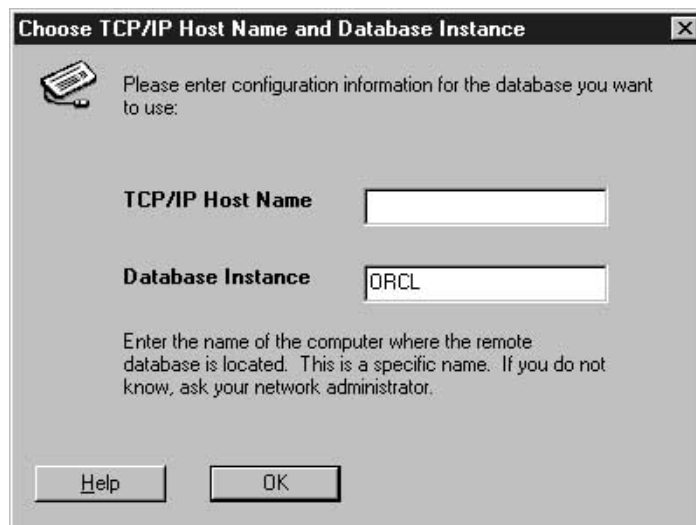 Choose TCP/IP Host Name and Database Instance
Please enter configuration information for the database you want
to use:
TCP/IP Host Name
Database Instance
ORCL
Enter the name of the computer where the remote
database is located.  This is a specific name.  If you do not
know, ask your network administrator.
Help
OK